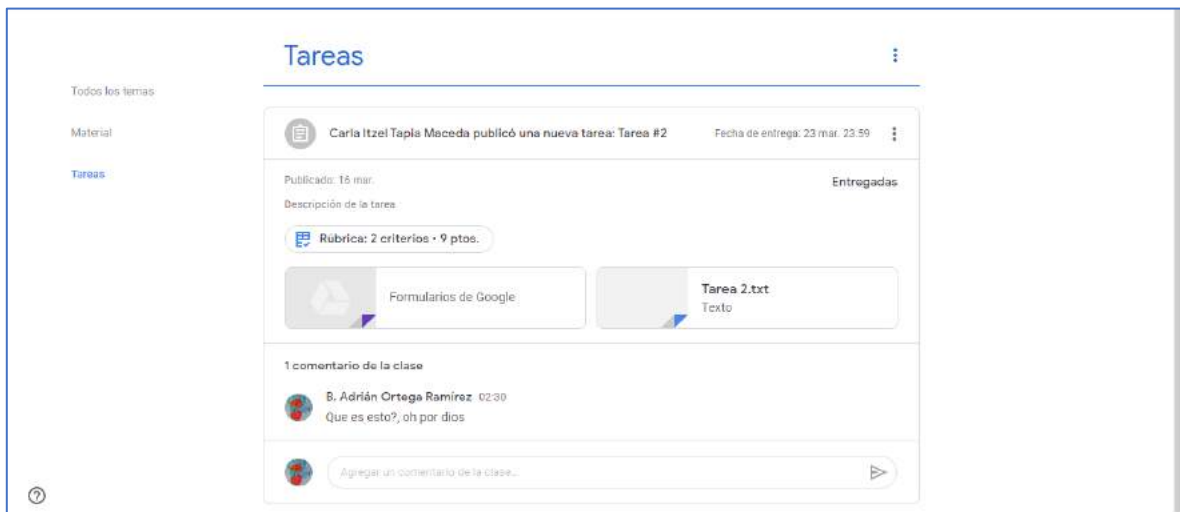 Tareas
Todos los temas
Material
Tareas
Carla Itzel Tapia Maceda publicó una nueva tarea: Tarea #2
Fecha de entrega: 23 mar. 23:59
Publicado: 16 mar.
Entregadas
Descripción de la tarea
Rúbrica: 2 criterios • 9 ptos.
Formularios de Google
Tarea 2.txt
Texto
1 comentario de la clase
B. Adrián Ortega Ramírez 02:30
Que es esto?, oh por dios
Agregar un comentario de la clase...